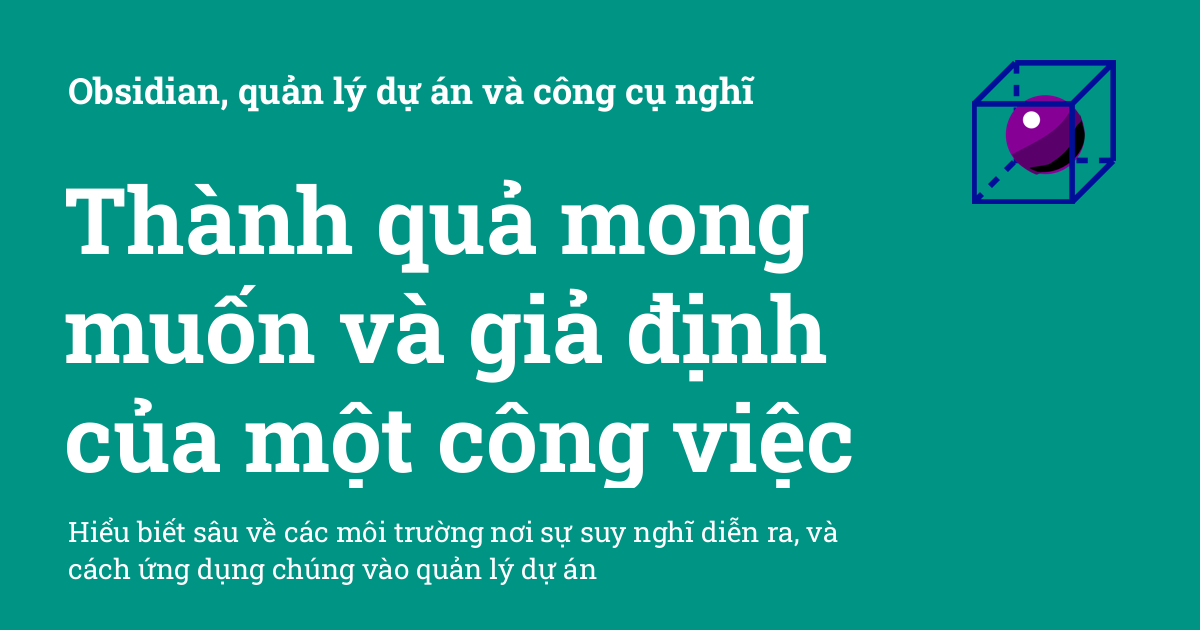 Obsidian, quản lý dự án và công cụ nghĩ
Thành quả mong
muốn và giả định
của một công việc
Hiểu biết sâu về các môi trường nơi sự suy nghĩ diễn ra, và
cách ứng dụng chúng vào quản lý dự án